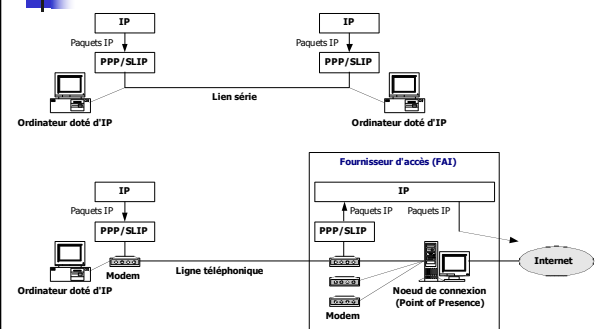 IP
IP
Paquets IP
Paquets IP
PPP/SLIP
PPP/SLIP
Lien série
Ordinateur doté d'IP
Ordinateur doté d'IP
Fournisseur d'accès (FAI)
IP
IP
Paquets IP
Paquets IP
Paquets IP
PPP/SLIP
PPP/SLIP
Ligne téléphonique
Internet
Modem
Ordinateur doté d'IP
Noeud de connexion
(Point of Presence)
Modem